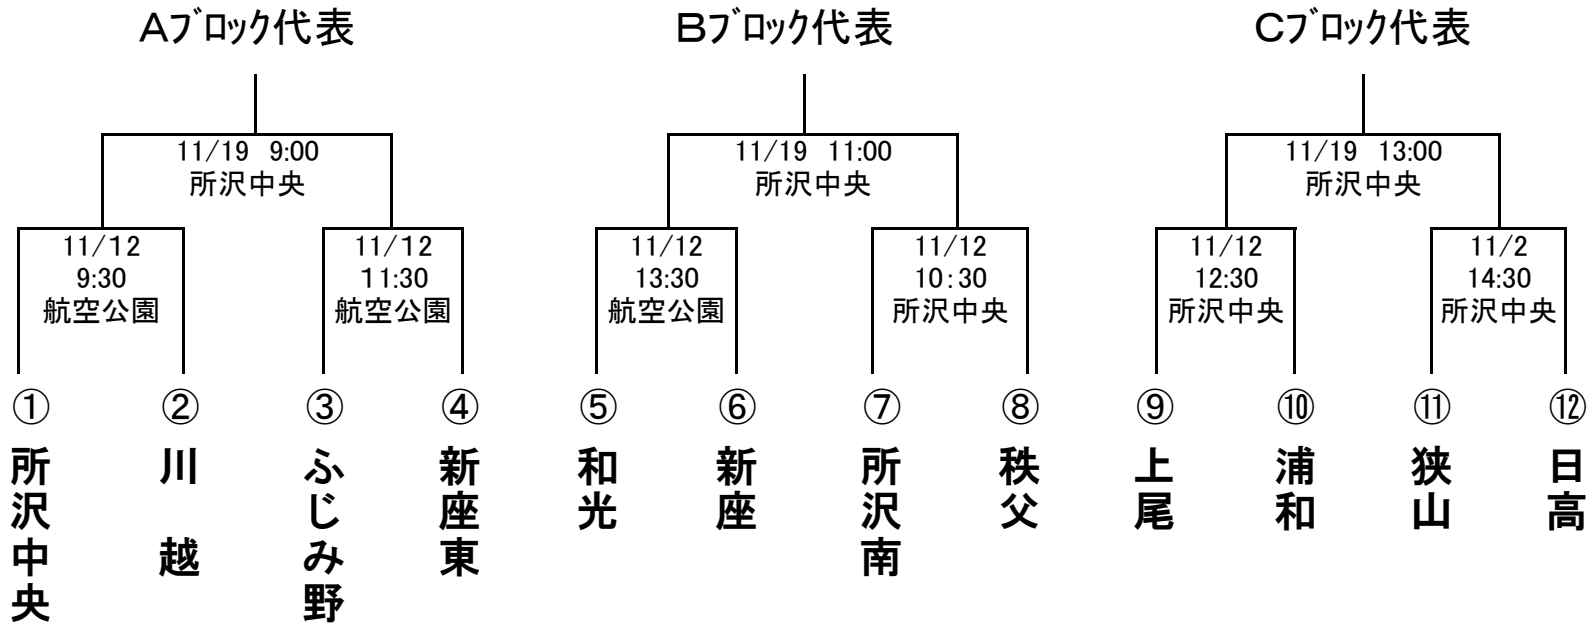 Aブロック代表
Bブロック代表
Cブロック代表
11/19 9:00
所沢中央
11/19 11:00
所沢中央
11/19 13:00
所沢中央
11/12
9:30
航空公園
11/12
11:30
航空公園
11/12
13:30
航空公園
11/12
10:30
所沢中央
11/12
12:30
所沢中央
11/2
14:30
所沢中央
①
所沢中央
②
川越
③
ふじみ野
④
新座東
⑤
和光
⑥
新座
⑦
所沢南
⑧
秩父
⑨
上尾
⑩
浦和
⑪
狭山
⑫
日高